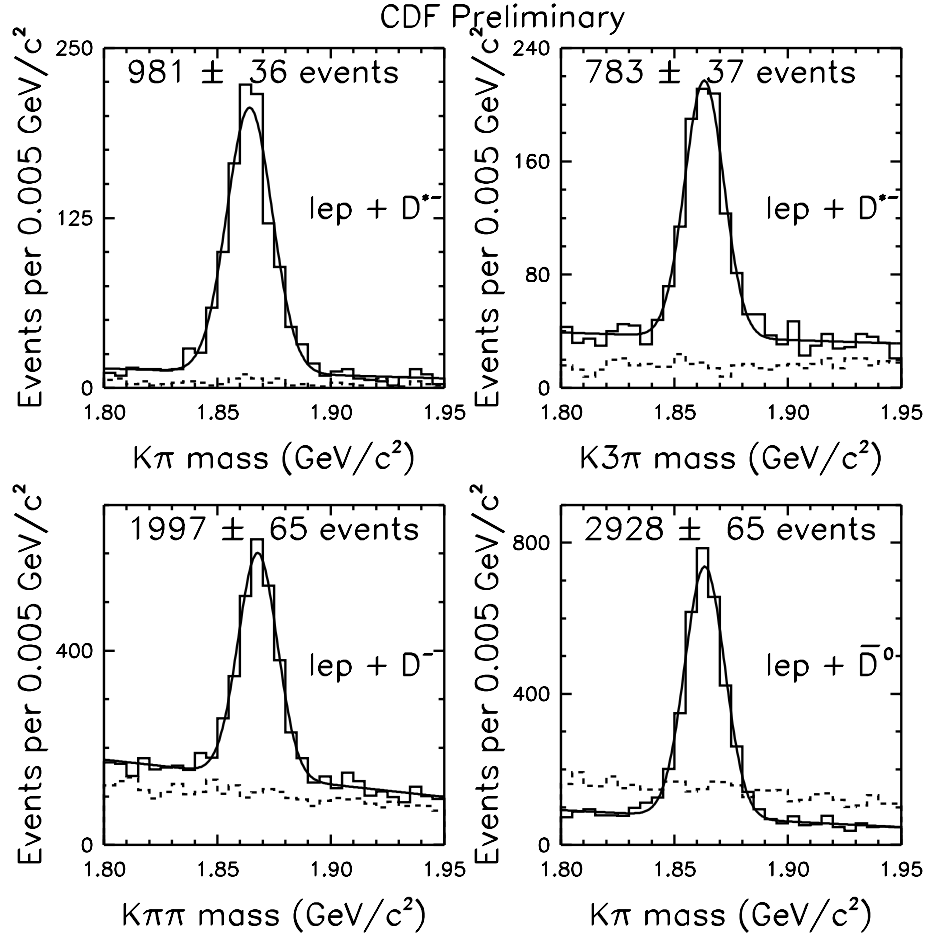 CDF Preliminary
Events per 0.005 GeV/c²
250
125
0
981 ± 36 events
lep + D*−
1.80 1.85 1.90 1.95
Kπ mass (GeV/c²)
Events per 0.005 GeV/c²
240
160
80
0
783 ± 37 events
lep + D*−
1.80 1.85 1.90 1.95
K3π mass (GeV/c²)
Events per 0.005 GeV/c²
400
0
1997 ± 65 events
lep + D⁻
1.80 1.85 1.90 1.95
Kππ mass (GeV/c²)
Events per 0.005 GeV/c²
800
400
0
2928 ± 65 events
lep + D̅⁰
1.80 1.85 1.90 1.95
Kπ mass (GeV/c²)